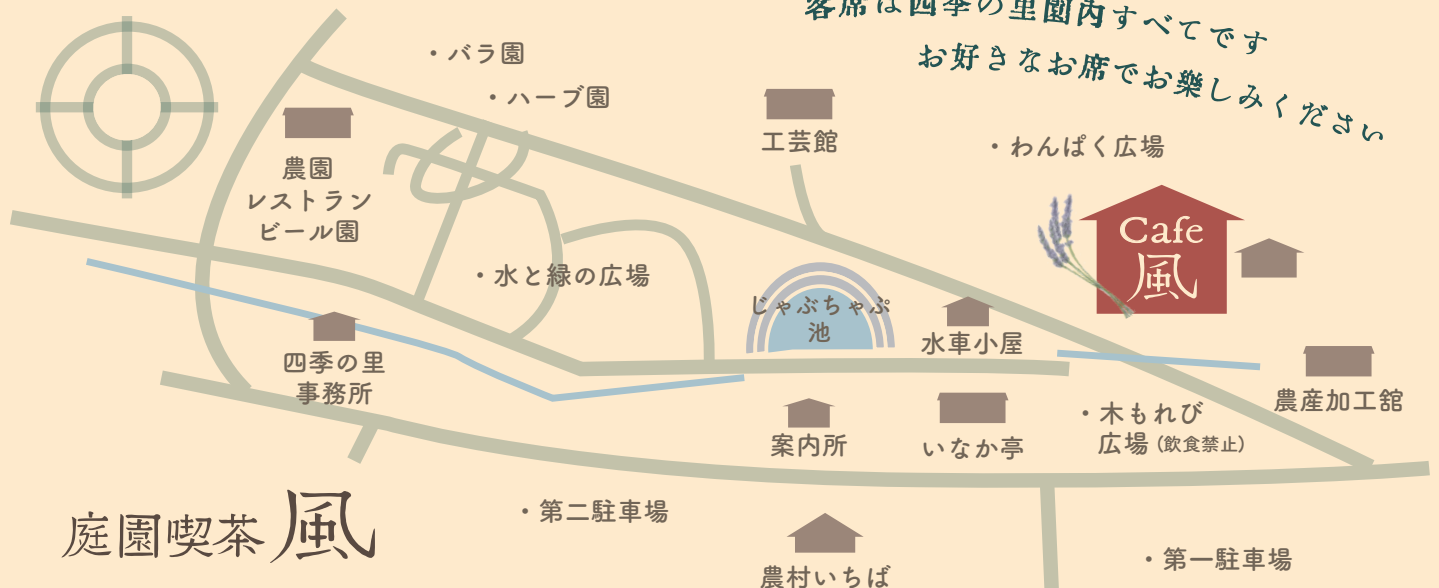 客席は四季の里園内すべてです
お好きなお席でお楽しみください
・バラ園
・ハーブ園
工芸館
・わんぱく広場
農園
レストラン
ビール園
Cafe
風
・水と緑の広場
じゃぶちゃぷ
池
水車小屋
四季の里
事務所
農産加工舘
案内所
いなか亭
・木もれび
広場(飲食禁止)
・第二駐車場
庭園喫茶 風
農村いちば
・第一駐車場